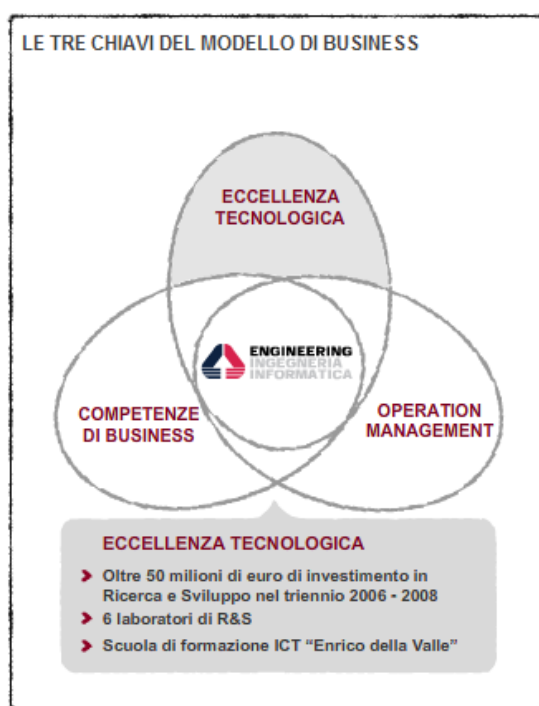 LE TRE CHIAVI DEL MODELLO DI BUSINESS
ECCELLENZA
TECNOLOGICA
ENGINEERING
INGEGNERIA
INFORMATICA
COMPETENZE
DI BUSINESS
OPERATION
MANAGEMENT
ECCELLENZA TECNOLOGICA
Oltre 50 milioni di euro di investimento in
Ricerca e Sviluppo nel triennio 2006 - 2008
6 laboratori di R&S
Scuola di formazione ICT “Enrico della Valle”